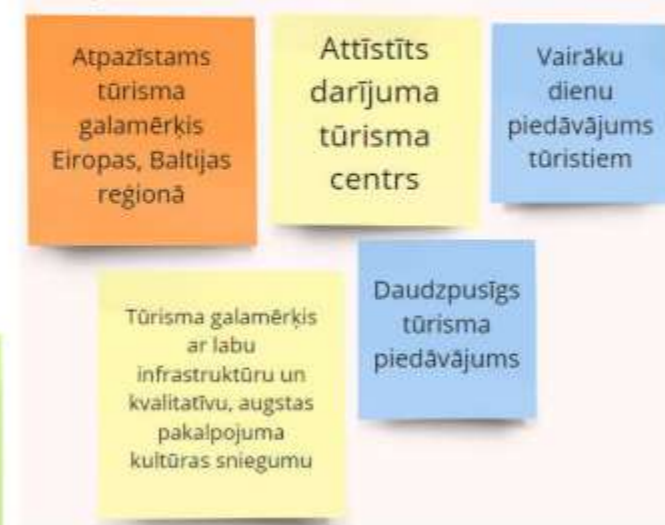 Atpazīstams
tūrisma
galamērķis
Eiropas, Baltijas
reģionā
Attīstīts
darījuma
tūrisma
centrs
Vairāku
dienu
piedāvājums
tūristiem
Tūrisma galamērķis
ar labu
infrastruktūru un
kvalitatīvu, augstas
pakalpojuma
kultūras sniegumu
Daudzpusīgs
tūrisma
piedāvājums